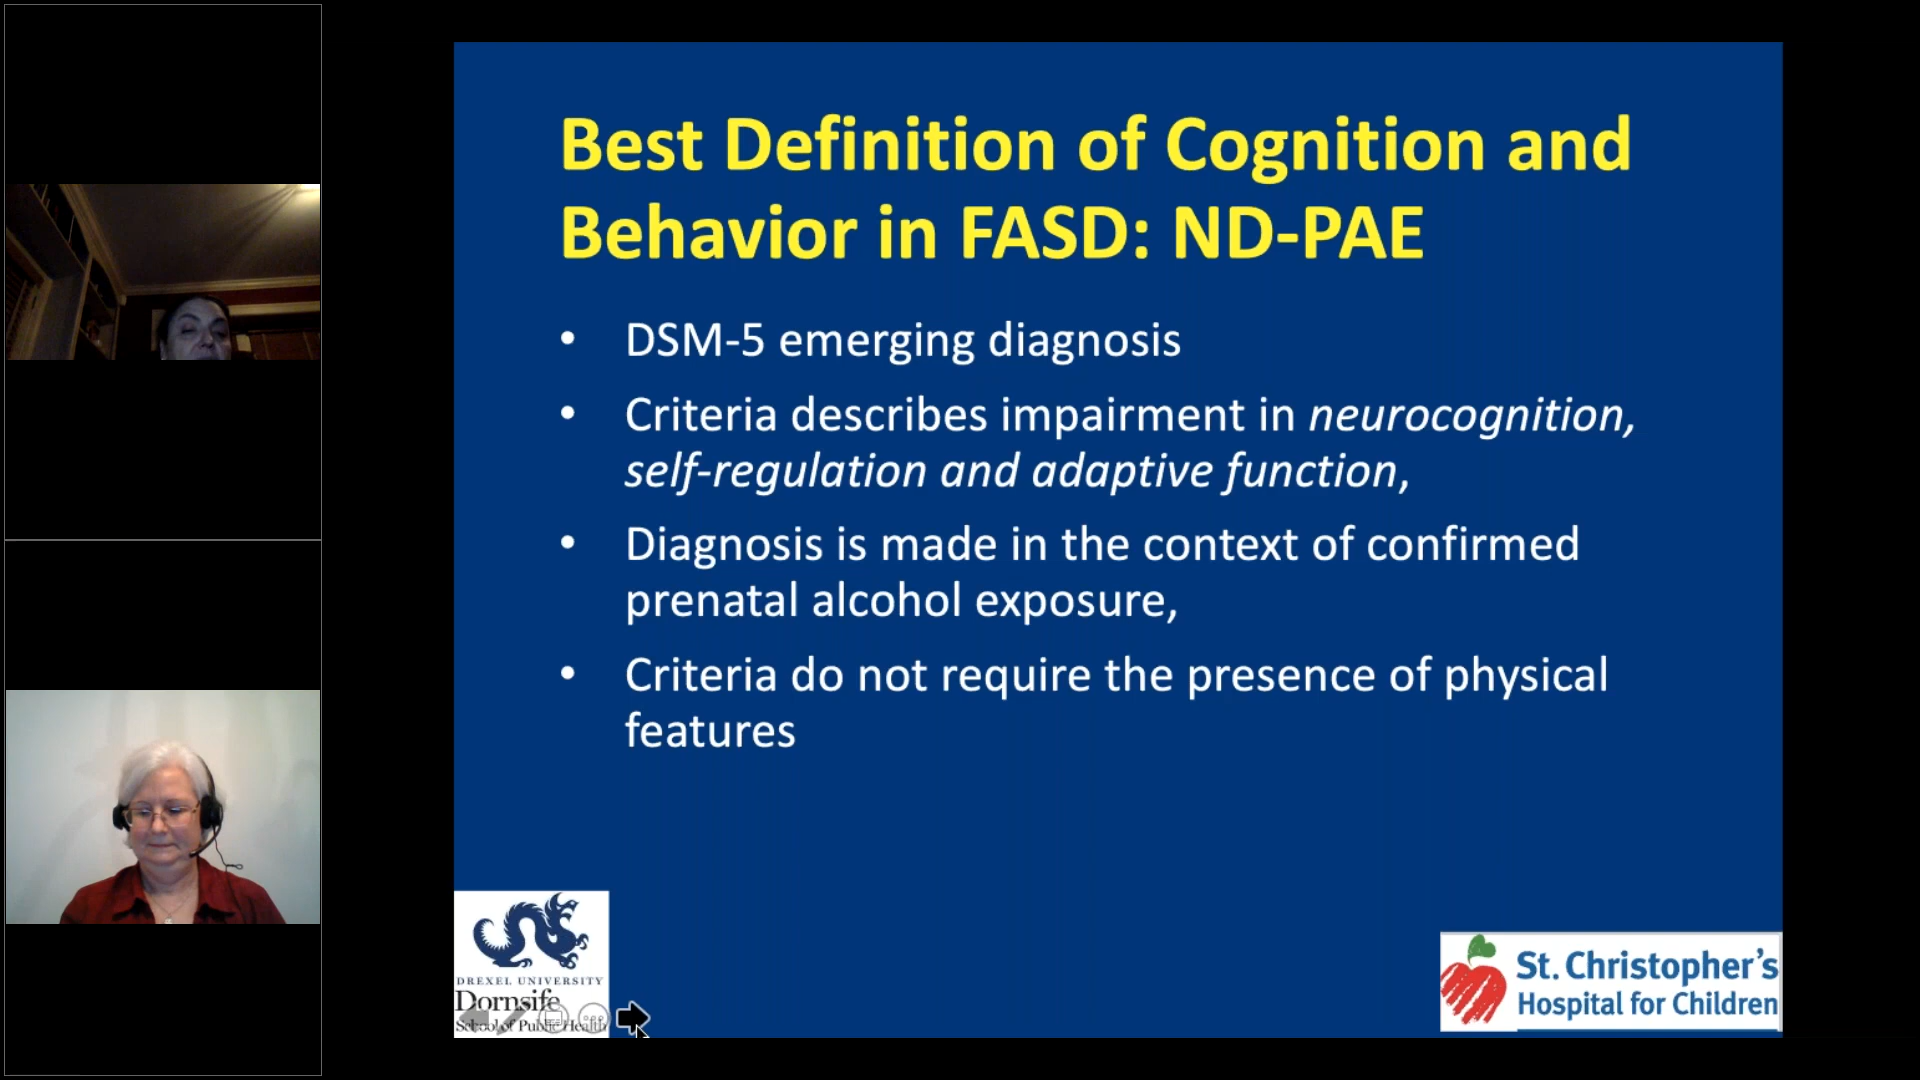 Best Definition of Cognition and
Behavior in FASD: ND-PAE
• DSM-5 emerging diagnosis
• Criteria describes impairment in neurocognition,
self-regulation and adaptive function,
• Diagnosis is made in the context of confirmed
prenatal alcohol exposure,
• Criteria do not require the presence of physical
features
DREXEL UNIVERSITY
Dornsife
School of Public Health
St. Christopher's
Hospital for Children